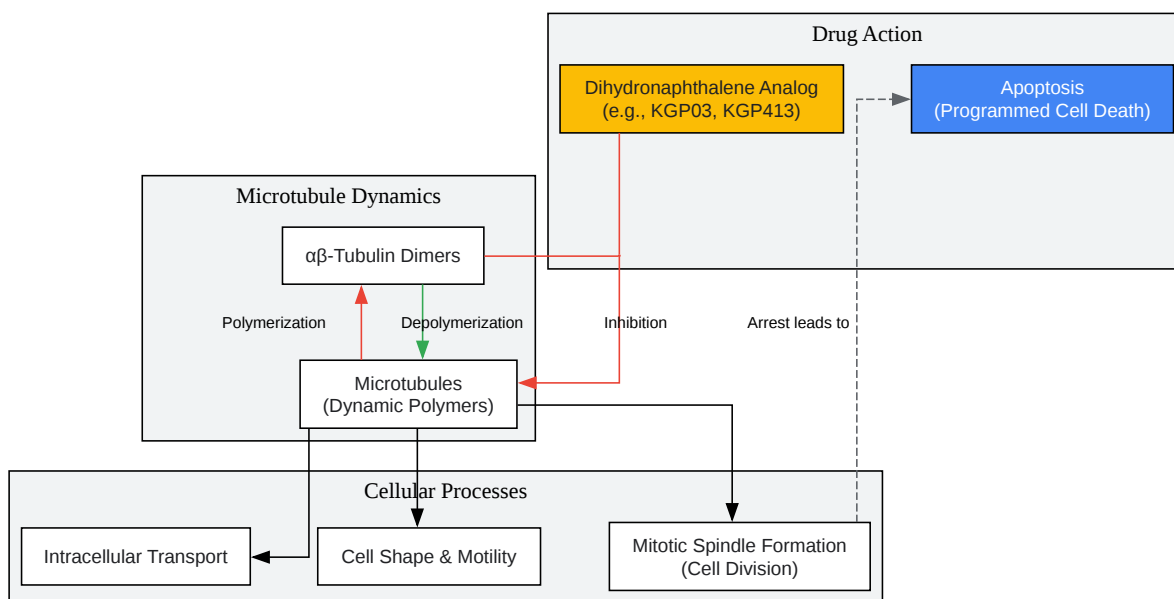 Drug Action
Dihydronaphthalene Analog
(e.g., KGP03, KGP413)
Apoptosis
(Programmed Cell Death)
Microtubule Dynamics
αβ-Tubulin Dimers
Polymerization
Depolymerization
Inhibition
Arrest leads to
Microtubules
(Dynamic Polymers)
Cellular Processes
Intracellular Transport
Cell Shape & Motility
Mitotic Spindle Formation
(Cell Division)